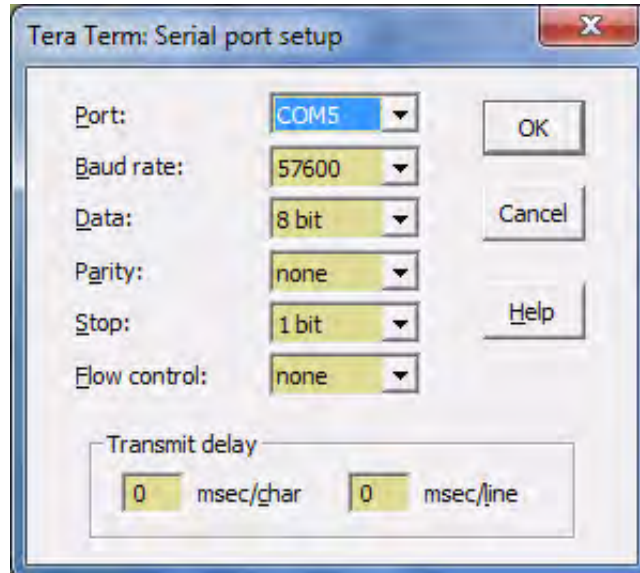 Tera Term: Serial port setup
Port: COM5 OK
Baud rate: 57600
Data: 8 bit Cancel
Parity: none
Stop: 1 bit Help
Flow control: none
Transmit delay
0 msec/char 0 msec/line